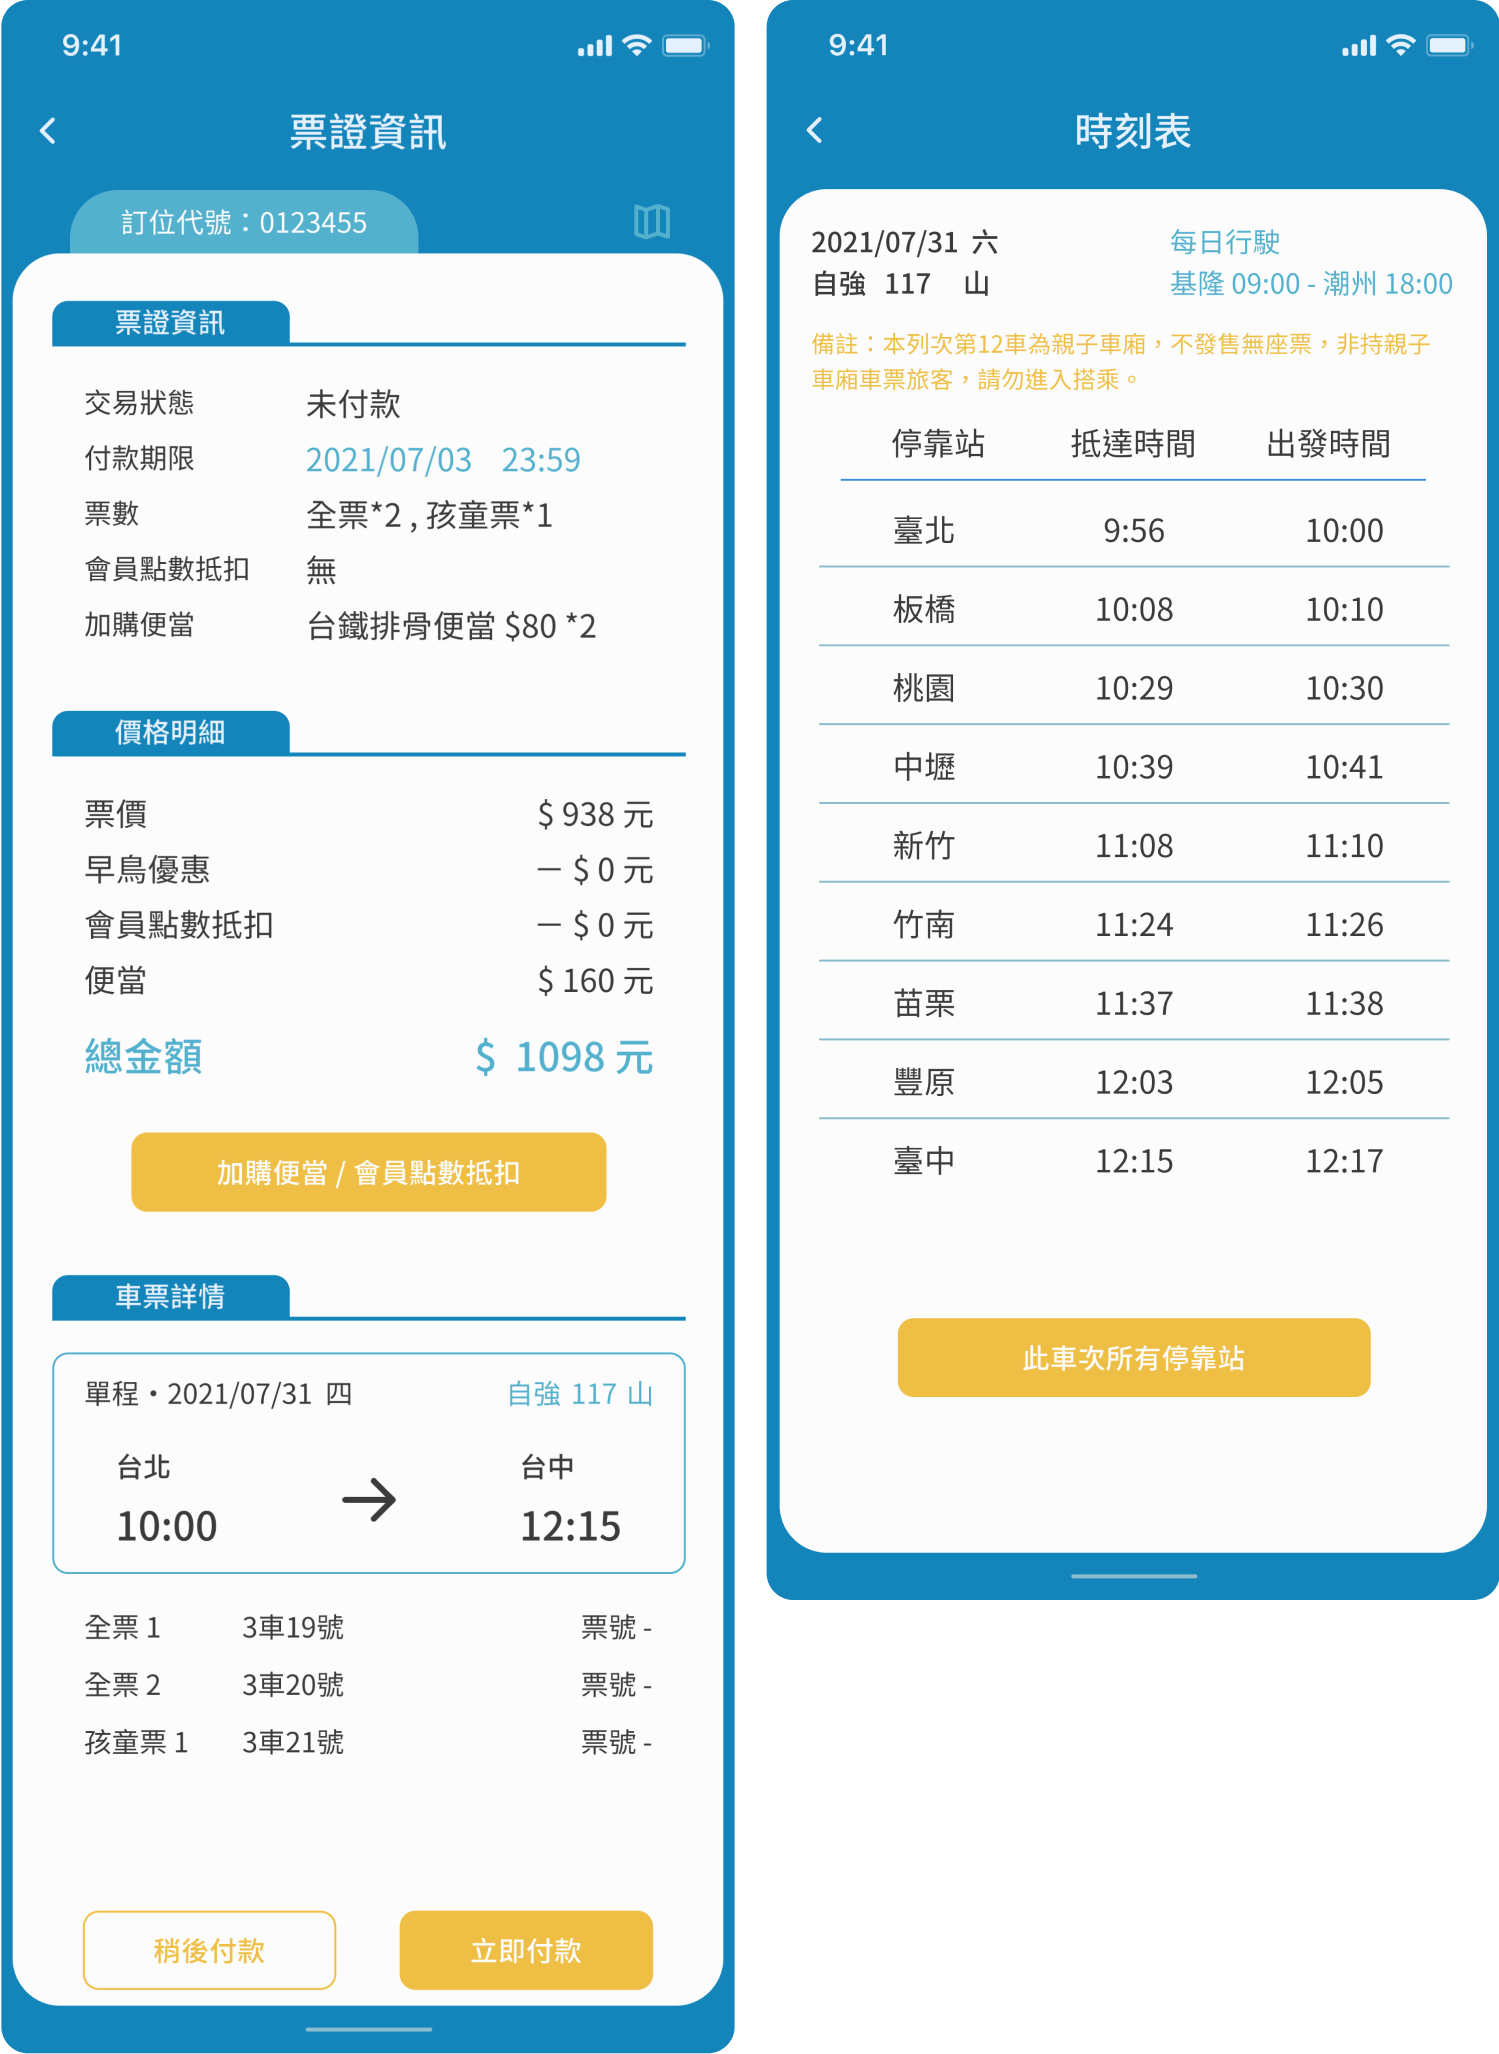 9:41
票證資訊
訂位代號：0123455
票證資訊
交易狀態 未付款
付款期限 2021/07/03 23:59
票數 全票*2 , 孩童票*1
會員點數抵扣 無
加購便當 台鐵排骨便當 $80 *2
價格明細
票價 $ 938 元
早鳥優惠 － $ 0 元
會員點數抵扣 － $ 0 元
便當 $ 160 元
總金額 $ 1098 元
加購便當 / 會員點數抵扣
車票詳情
單程・2021/07/31 四 自強 117 山
台北 台中
10:00 12:15
全票 1 3車19號 票號 -
全票 2 3車20號 票號 -
孩童票 1 3車21號 票號 -
稍後付款 立即付款
9:41
時刻表
2021/07/31 六 每日行駛
自強 117 山 基隆 09:00 - 潮州 18:00
備註：本列次第12車為親子車廂，不發售無座票，非持親子
車廂車票旅客，請勿進入搭乘。
停靠站 抵達時間 出發時間
臺北 9:56 10:00
板橋 10:08 10:10
桃園 10:29 10:30
中壢 10:39 10:41
新竹 11:08 11:10
竹南 11:24 11:26
苗栗 11:37 11:38
豐原 12:03 12:05
臺中 12:15 12:17
此車次所有停靠站